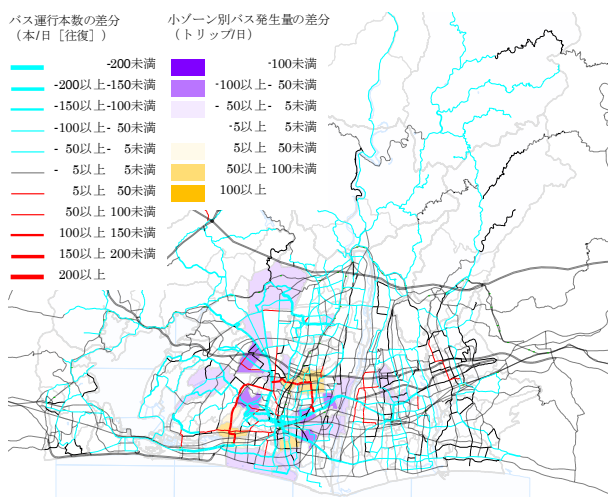 バス運行本数の差分
（本/日［往復］）
-200未満
-200以上-150未満
-150以上-100未満
-100以上- 50未満
- 50以上- 5未満
- 5以上 5未満
5以上 50未満
50以上 100未満
100以上 150未満
150以上 200未満
200以上
小ゾーン別バス発生量の差分
（トリップ/日）
-100未満
-100以上- 50未満
- 50以上- 5未満
-5以上 5未満
5以上 50未満
50以上 100未満
100以上